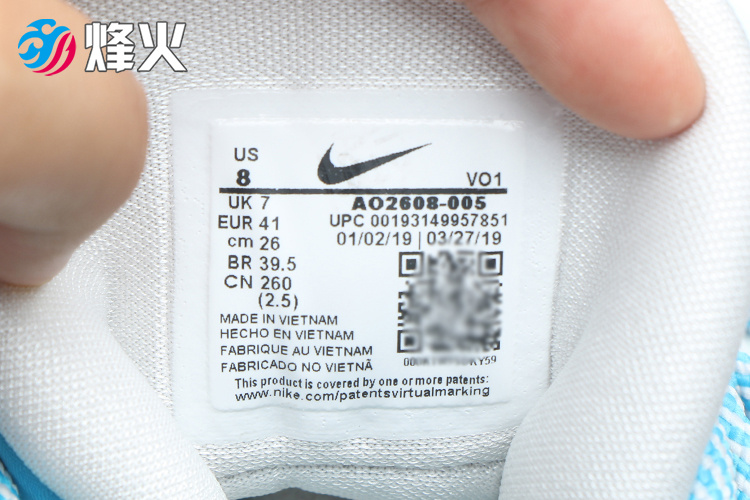 烽火
US
8
VO1
UK 7
AO2608-005
EUR 41
UPC 00193149957851
cm 26
01/02/19 | 03/27/19
BR 39.5
CN 260
(2.5)
MADE IN VIETNAM
HECHO EN VIETNAM
FABRIQUE AU VIETNAM
FABRICADO NO VIETNÃ
This product is covered by one or more patents:
www.nike.com/patentsvirtualmarking